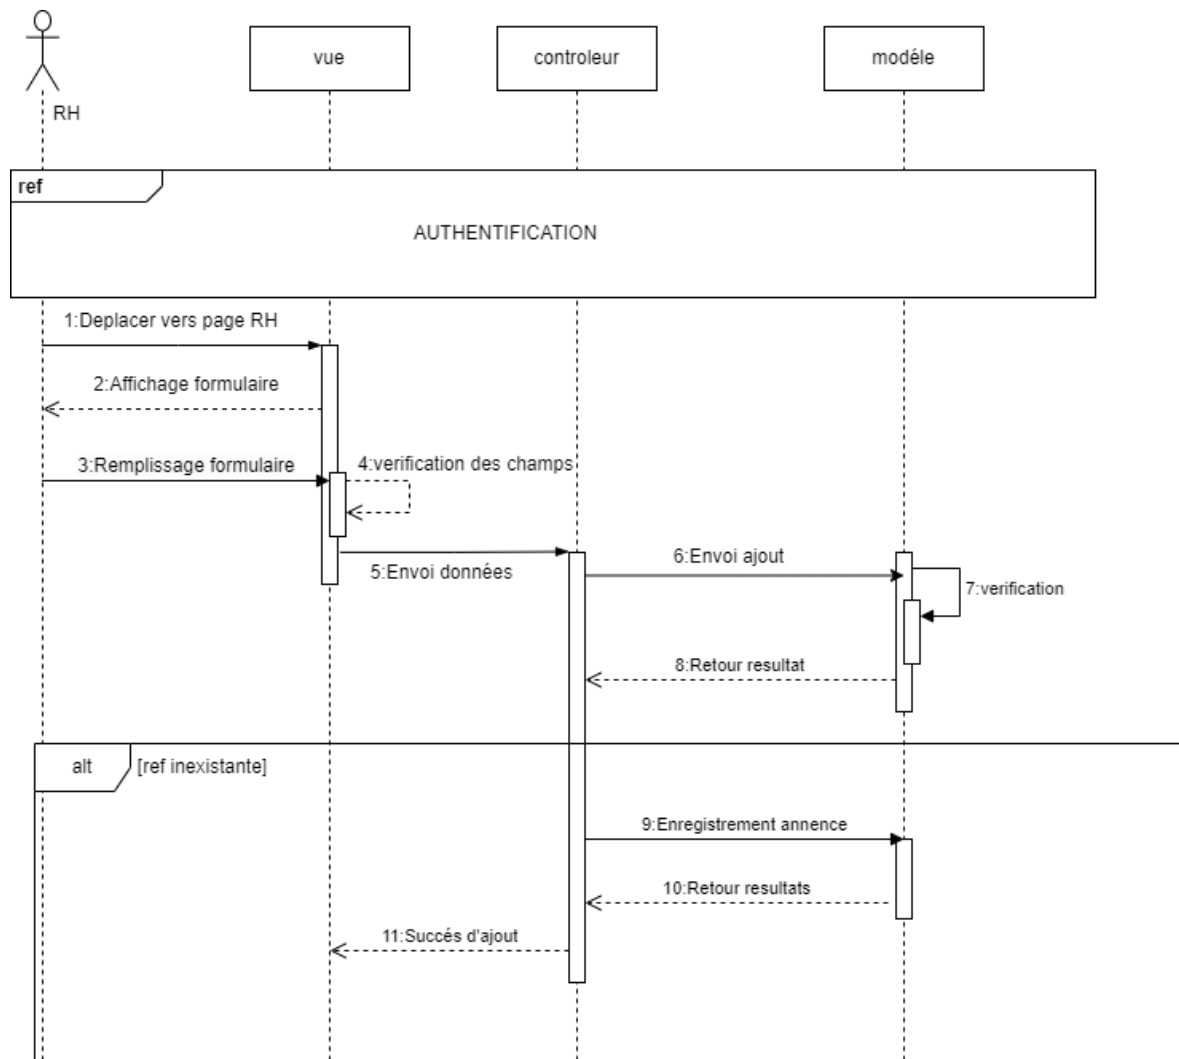 vue
controleur
modéle
RH
ref
AUTHENTIFICATION
1:Deplacer vers page RH
2:Affichage formulaire
3:Remplissage formulaire
4:verification des champs
5:Envoi données
6:Envoi ajout
7:verification
8:Retour resultat
alt
[ref inexistante]
9:Enregistrement annence
10:Retour resultats
11:Succés d'ajout